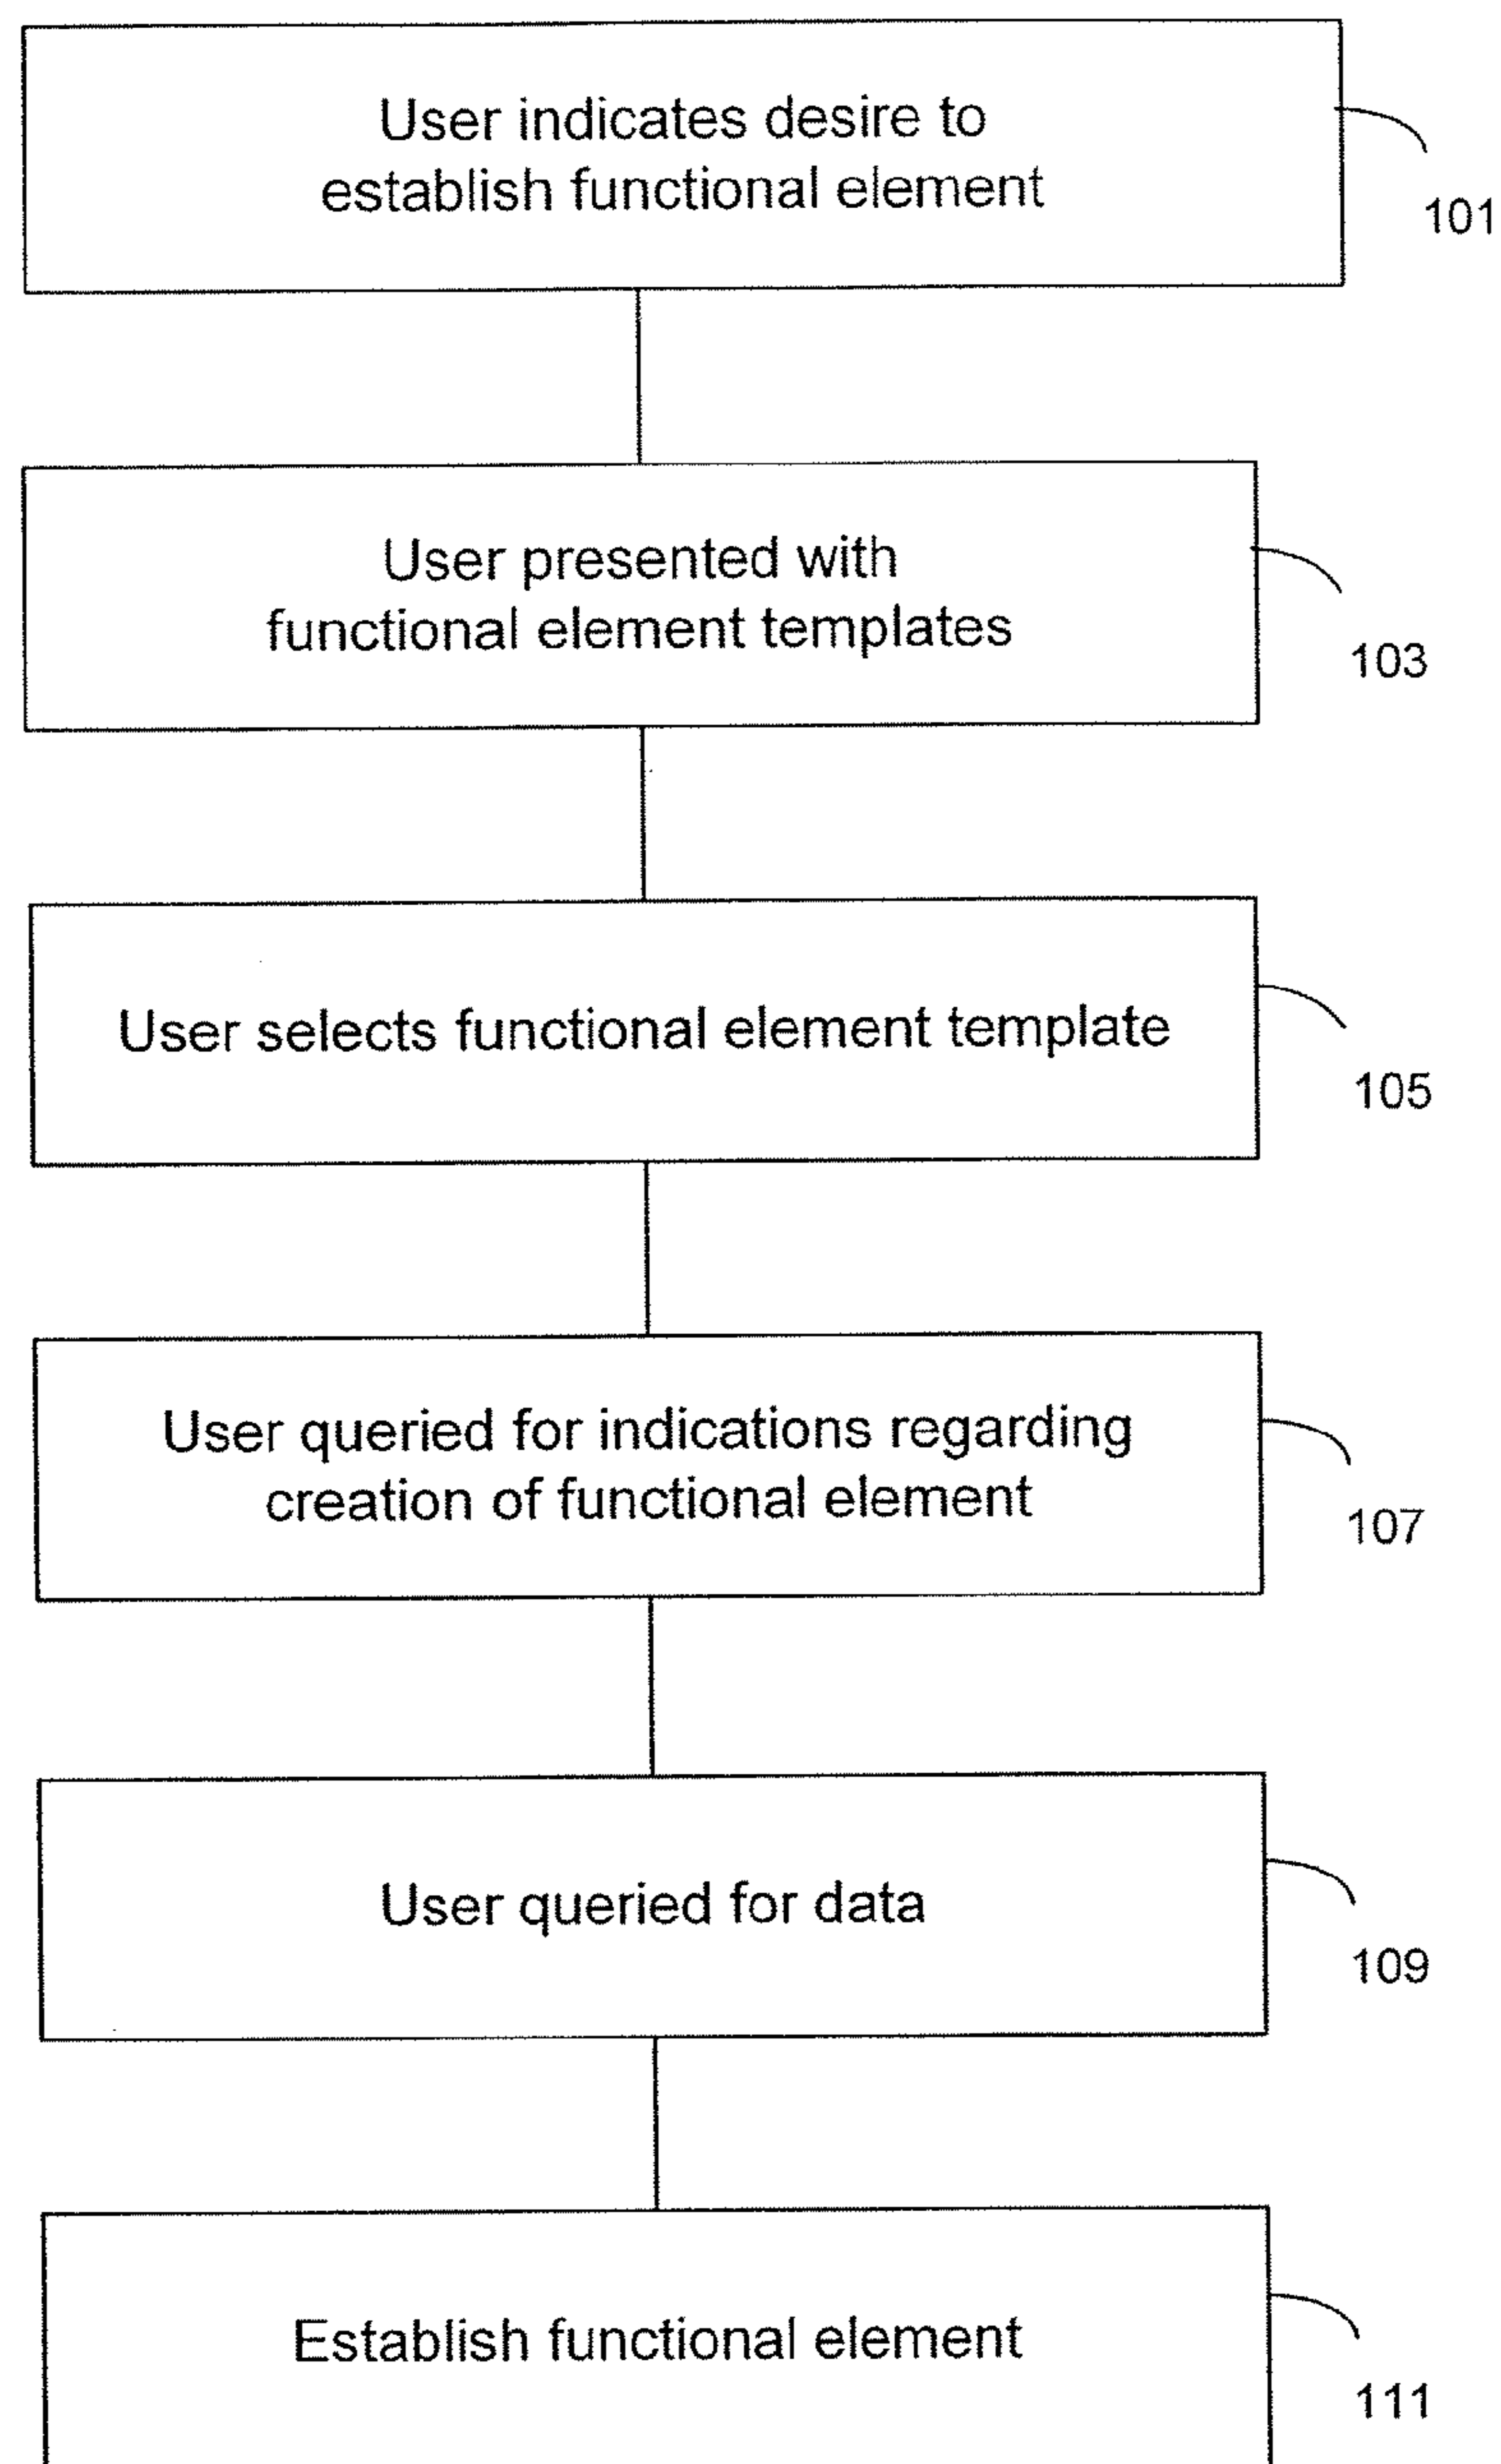 User indicates desire to
establish functional element
101
User presented with
functional element templates
103
User selects functional element template
105
User queried for indications regarding
creation of functional element
107
User queried for data
109
Establish functional element
111